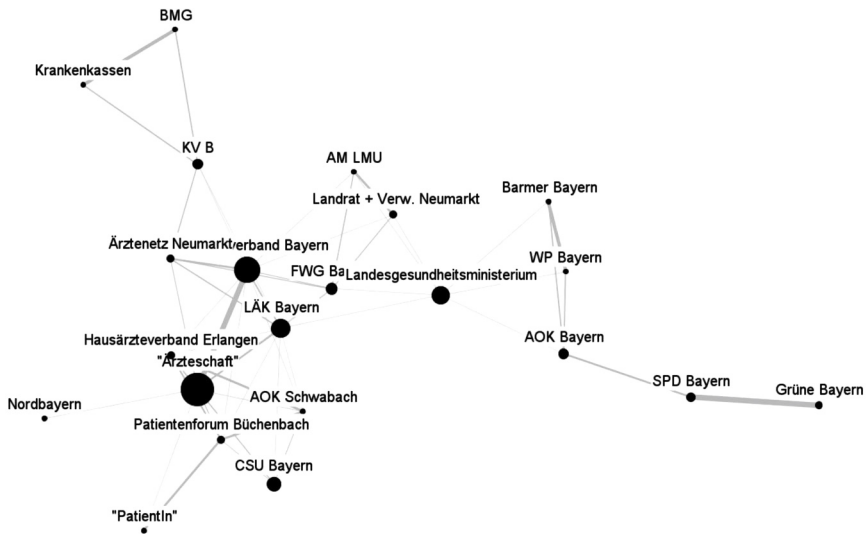 BMG
Krankenkassen
KV B
AM LMU
Landrat + Verw. Neumarkt
Barmer Bayern
Ärztenetz Neumarkt
verband Bayern
FWG Ba
Landesgesundheitsministerium
WP Bayern
LÄK Bayern
Hausärzteverband Erlangen
AOK Bayern
"Ärzteschaft"
SPD Bayern
Grüne Bayern
Nordbayern
AOK Schwabach
Patientenforum Büchenbach
CSU Bayern
"PatientIn"